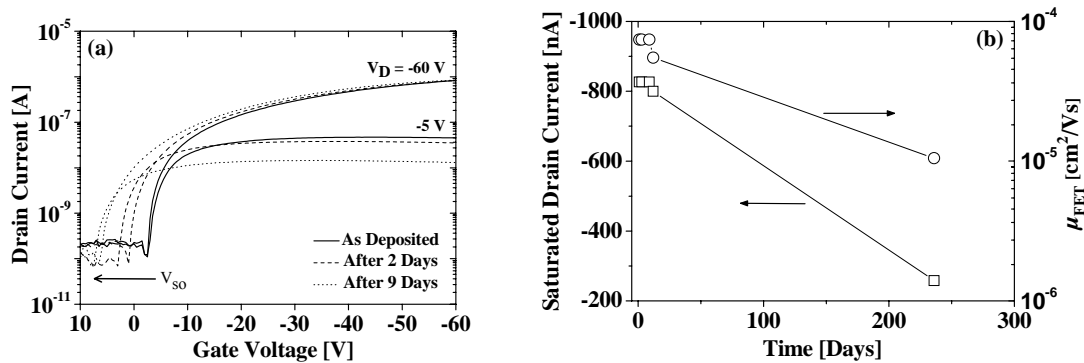 (a)
10⁻⁵
10⁻⁷
10⁻⁹
10⁻¹¹
Drain Current [A]
V_D = -60 V
-5 V
As Deposited
After 2 Days
After 9 Days
V_SO
10 0 -10 -20 -30 -40 -50 -60
Gate Voltage [V]
(b)
-1000
-800
-600
-400
-200
Saturated Drain Current [nA]
10⁻⁴
10⁻⁵
10⁻⁶
μ_FET [cm²/Vs]
0 100 200 300
Time [Days]